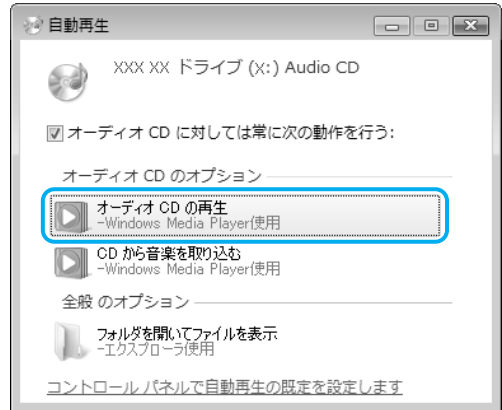 自動再生
XXX XX ドライブ (X:) Audio CD
オーディオ CD に対しては常に次の動作を行う:
オーディオ CD のオプション
オーディオ CD の再生
-Windows Media Player使用
CD から音楽を取り込む
-Windows Media Player使用
全般 のオプション
フォルダを開いてファイルを表示
-エクスプローラ使用
コントロール パネルで自動再生の既定を設定します